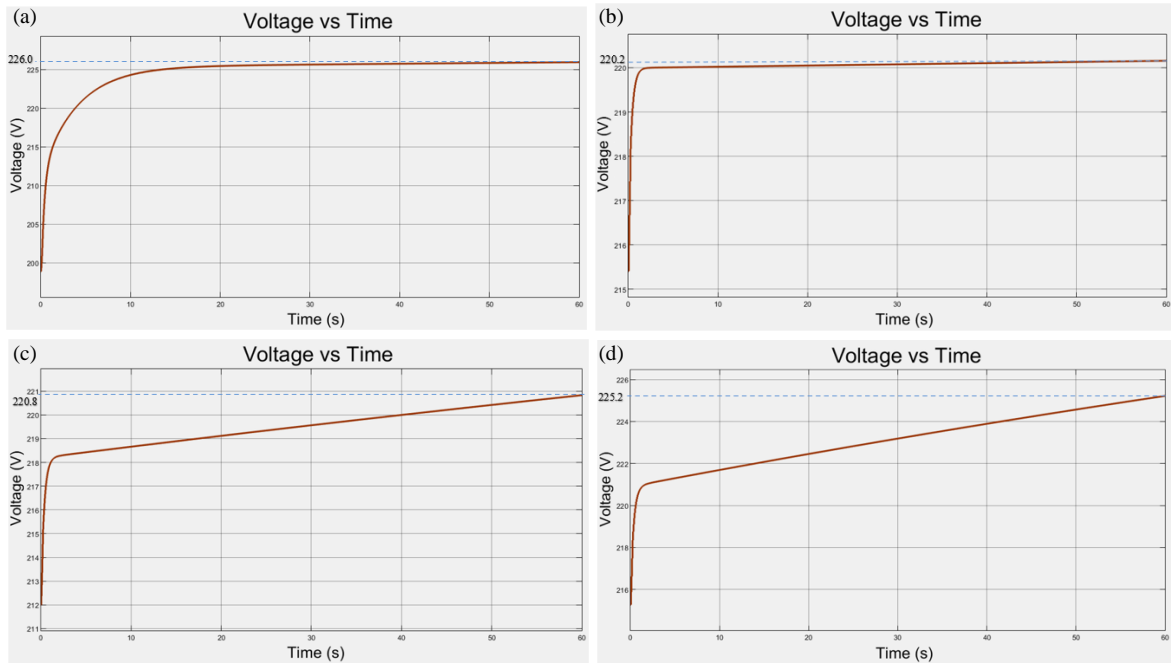 (a)
Voltage vs Time
226.0
225
220
215
210
205
200
Voltage (V)
0 10 20 30 40 50 60
Time (s)
(b)
Voltage vs Time
220.2
220
219
218
217
216
215
Voltage (V)
0 10 20 30 40 50 60
Time (s)
(c)
Voltage vs Time
221
220.8
220
219
218
217
216
215
214
213
212
211
Voltage (V)
0 10 20 30 40 50 60
Time (s)
(d)
Voltage vs Time
226
225.2
224
222
220
218
216
Voltage (V)
0 10 20 30 40 50 60
Time (s)